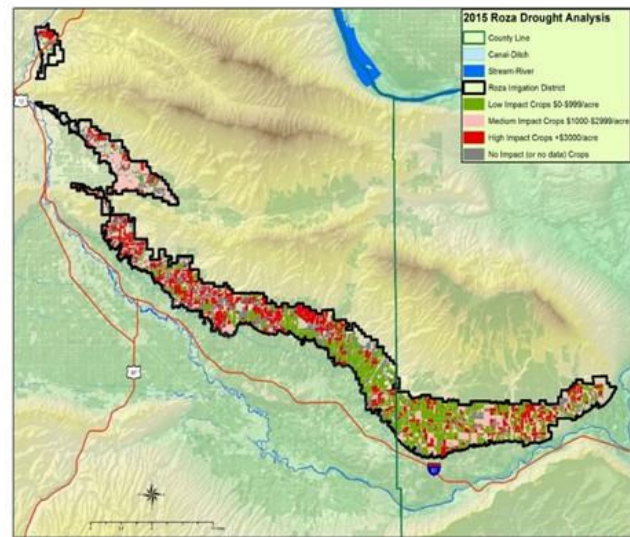 2015 Roza Drought Analysis
County Line
Canal-Ditch
Stream-River
Roza Irrigation District
Low Impact Crops $0-$999/acre
Medium Impact Crops $1000-$2999/acre
High Impact Crops +$3000/acre
No Impact (or no data) Crops